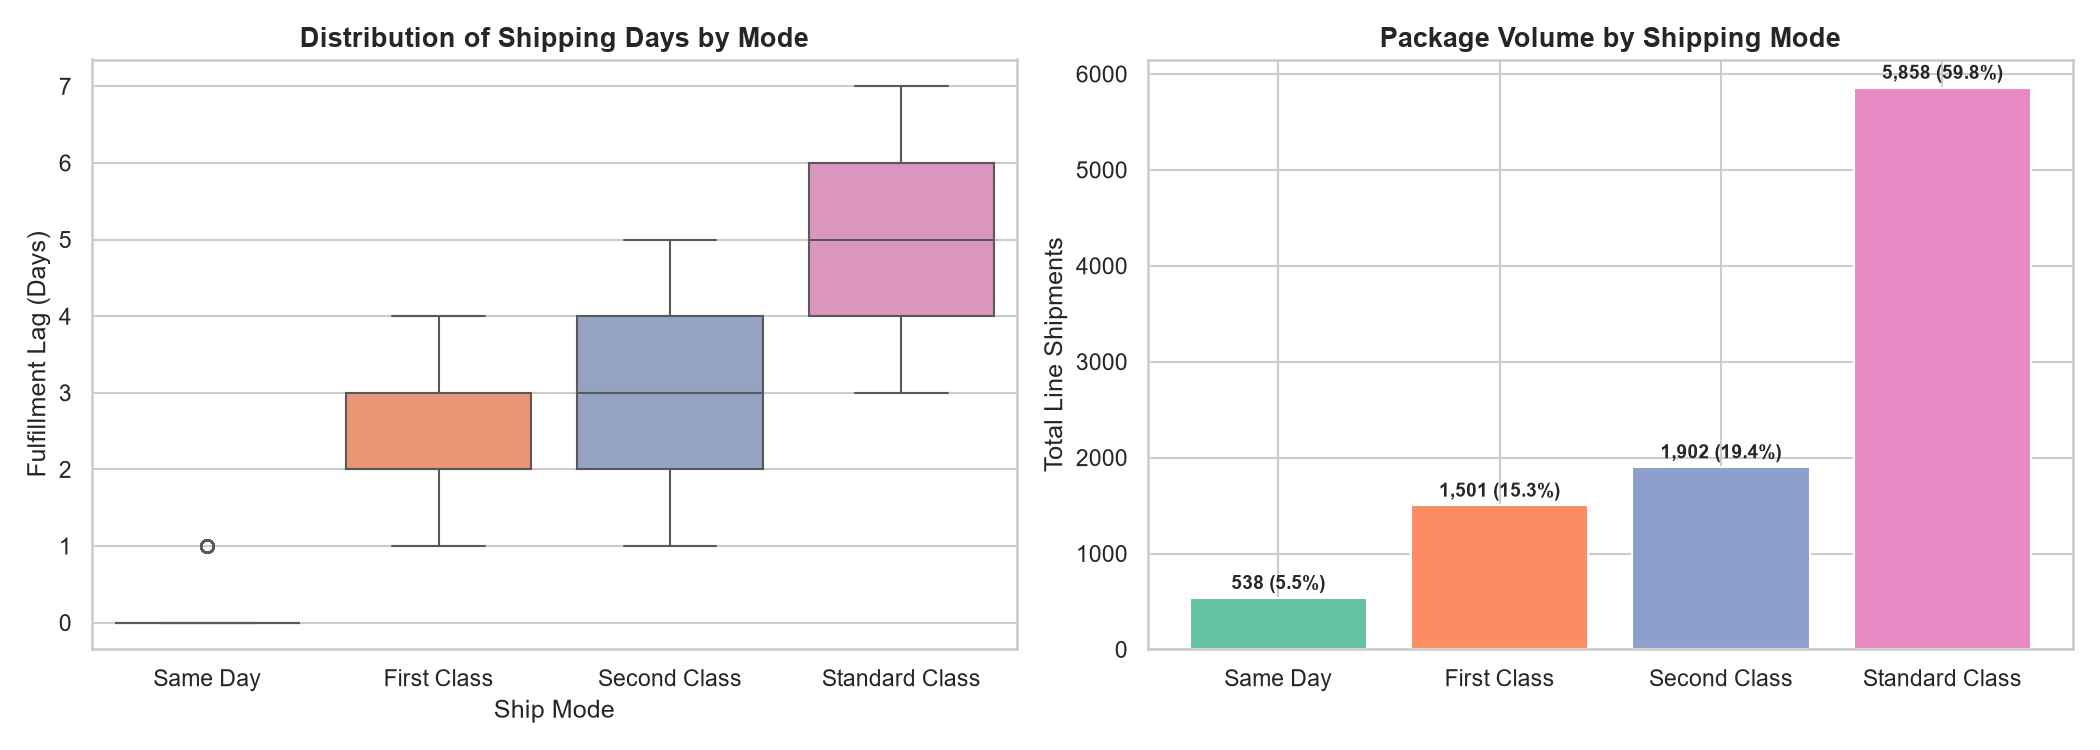 Distribution of Shipping Days by Mode
Fulfillment Lag (Days)
7
6
5
4
3
2
1
0
Same Day
First Class
Second Class
Standard Class
Ship Mode
Package Volume by Shipping Mode
Total Line Shipments
6000
5000
4000
3000
2000
1000
0
538 (5.5%)
1,501 (15.3%)
1,902 (19.4%)
5,858 (59.8%)
Same Day
First Class
Second Class
Standard Class